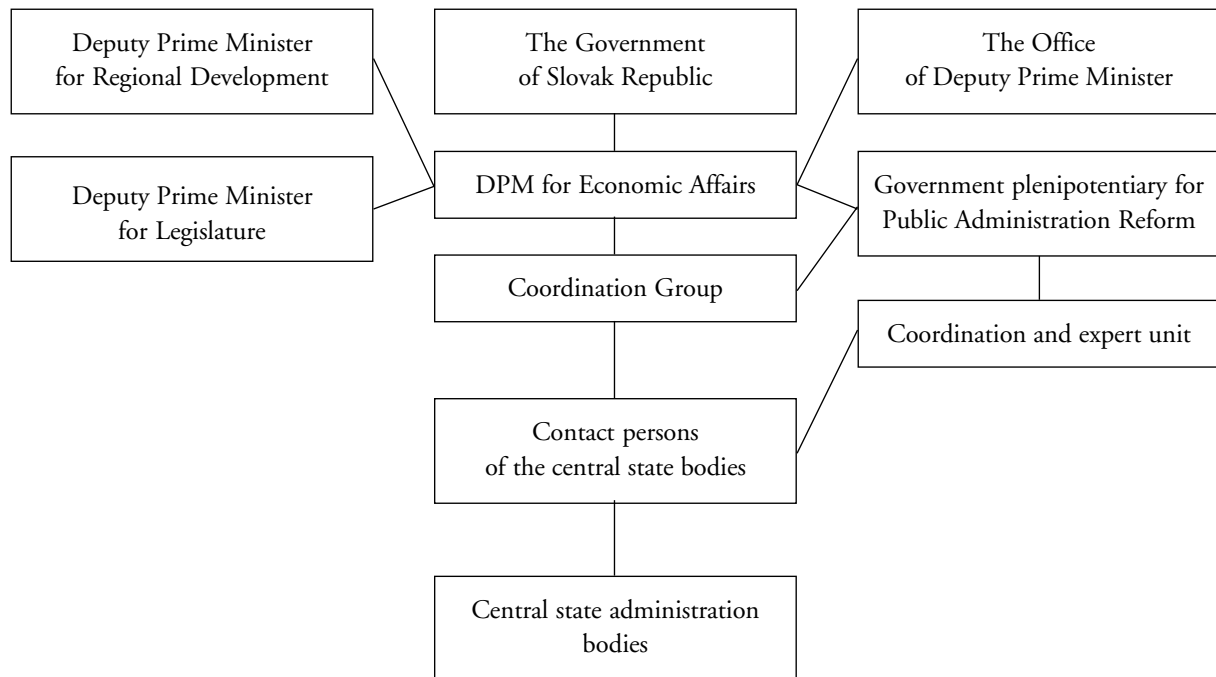 Deputy Prime Minister
for Regional Development
The Government
of Slovak Republic
The Office
of Deputy Prime Minister
Deputy Prime Minister
for Legislature
DPM for Economic Affairs
Government plenipotentiary for
Public Administration Reform
Coordination Group
Coordination and expert unit
Contact persons
of the central state bodies
Central state administration
bodies